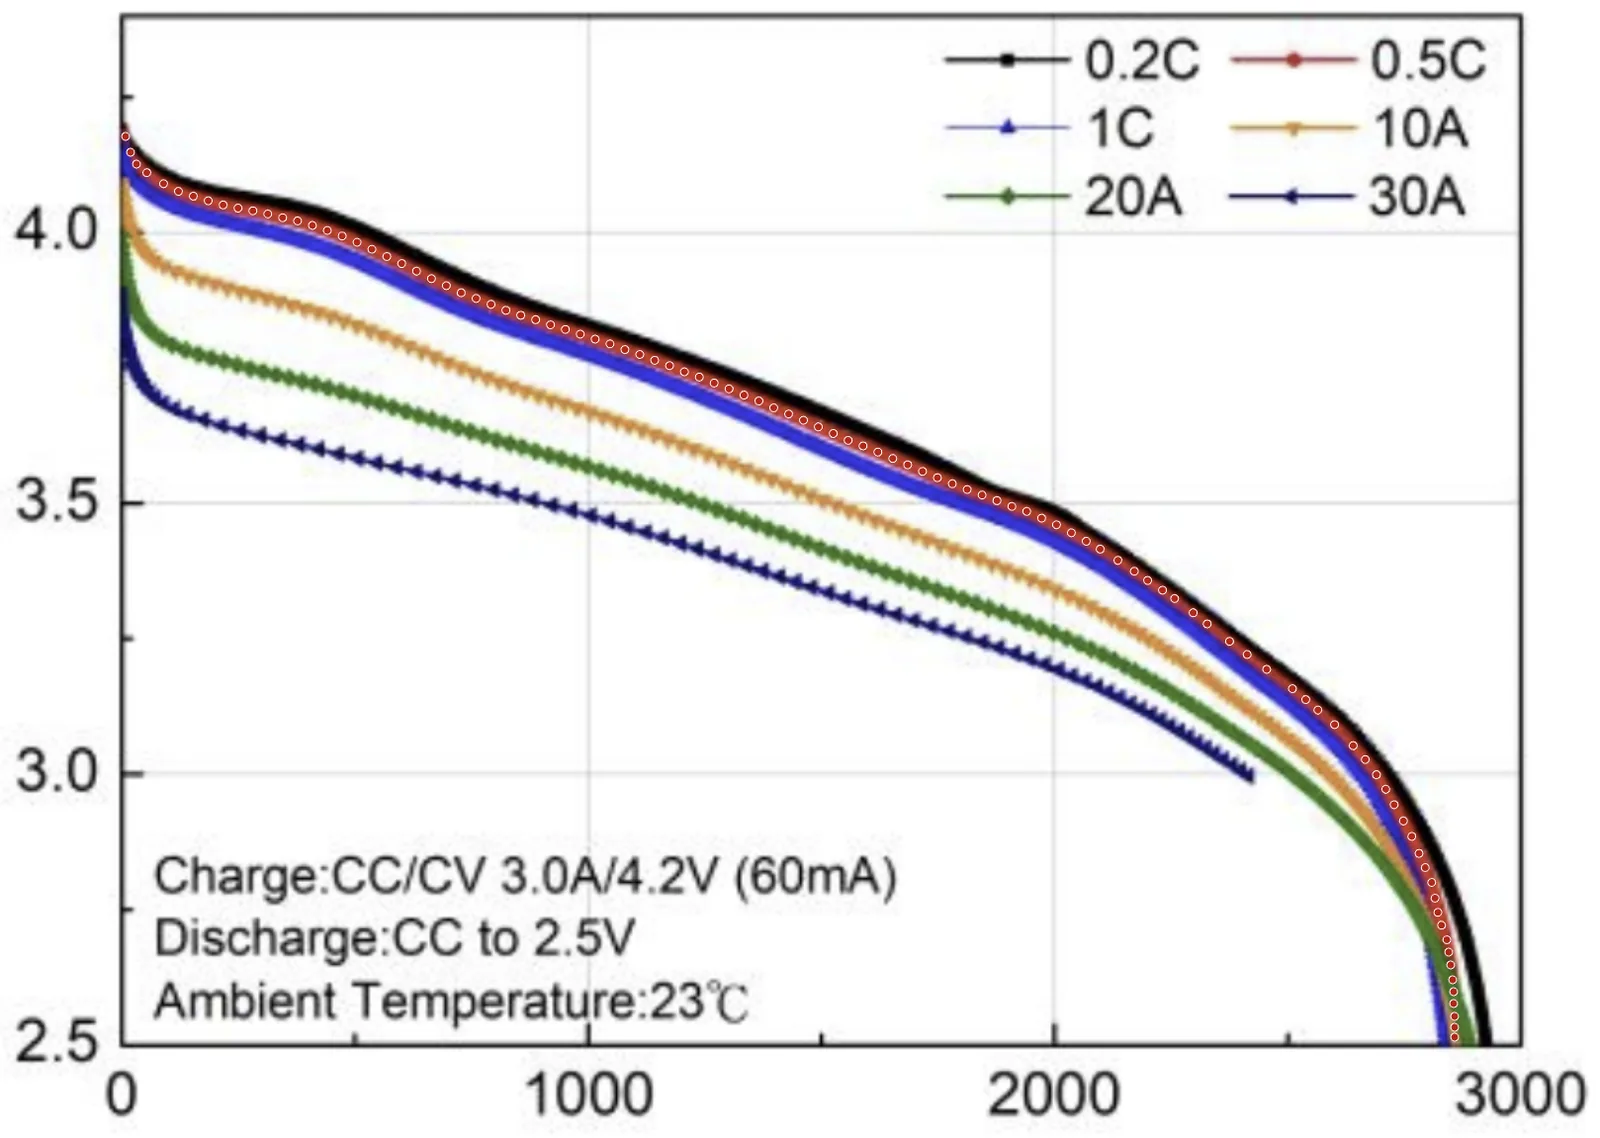 0.2C 0.5C
1C 10A
20A 30A
4.0
3.5
3.0
Charge:CC/CV 3.0A/4.2V (60mA)
Discharge:CC to 2.5V
Ambient Temperature:23℃
2.5
0 1000 2000 3000